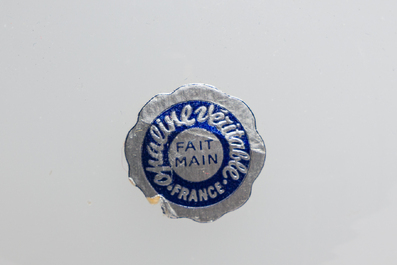 Opaline Véritable
FAIT
MAIN
• FRANCE •